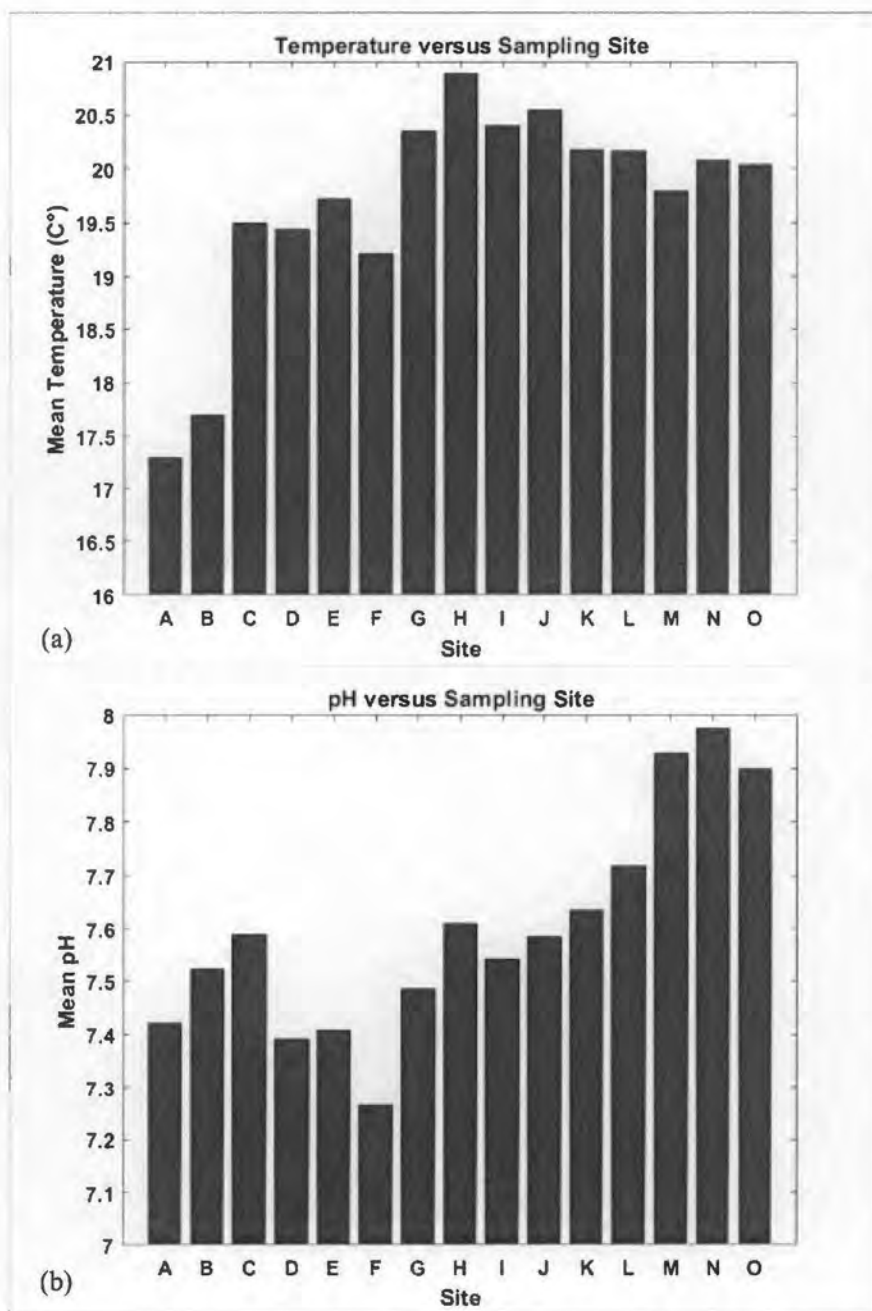 Temperature versus Sampling Site
21
20.5
20
19.5
19
18.5
18
17.5
17
16.5
16
Mean Temperature (C°)
A B C D E F G H I J K L M N O
Site
(a)
pH versus Sampling Site
8
7.9
7.8
7.7
7.6
7.5
7.4
7.3
7.2
7.1
7
Mean pH
A B C D E F G H I J K L M N O
Site
(b)